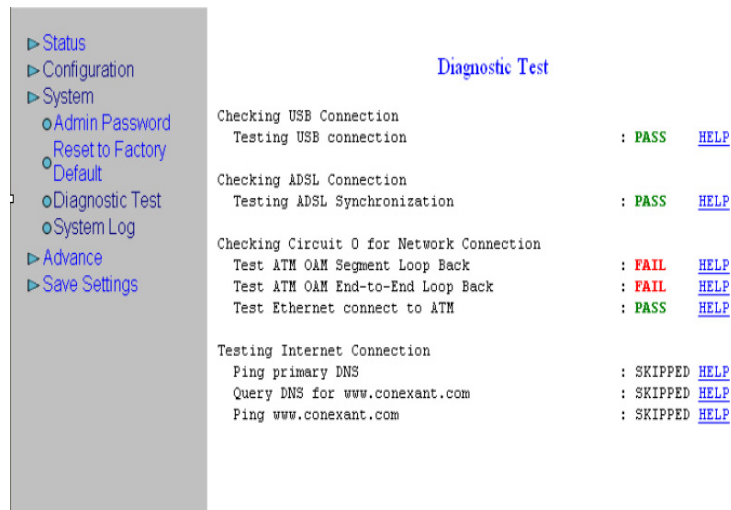 Status
Configuration
System
Admin Password
Reset to Factory
Default
Diagnostic Test
System Log
Advance
Save Settings
Diagnostic Test
Checking USB Connection
Testing USB connection : PASS HELP
Checking ADSL Connection
Testing ADSL Synchronization : PASS HELP
Checking Circuit 0 for Network Connection
Test ATM OAM Segment Loop Back : FAIL HELP
Test ATM OAM End-to-End Loop Back : FAIL HELP
Test Ethernet connect to ATM : PASS HELP
Testing Internet Connection
Ping primary DNS : SKIPPED HELP
Query DNS for www.conexant.com : SKIPPED HELP
Ping www.conexant.com : SKIPPED HELP